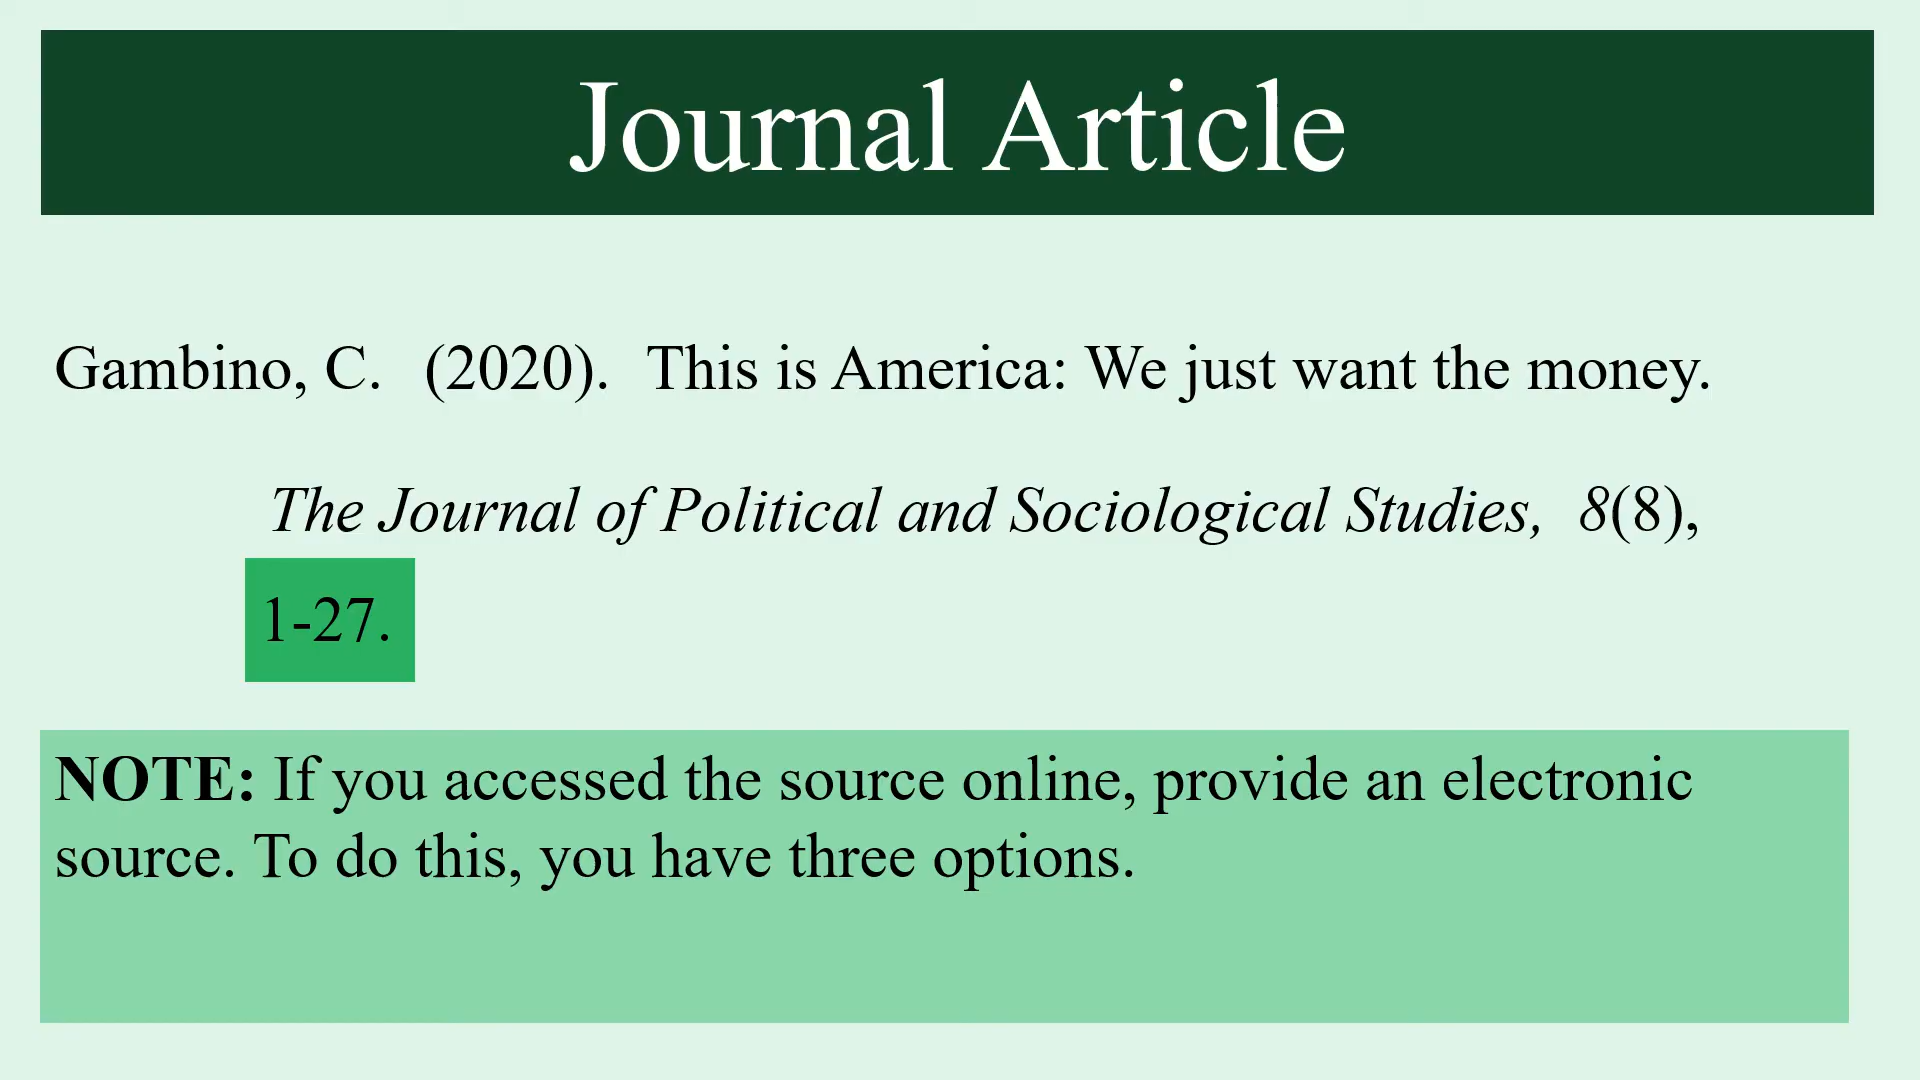 Journal Article
Gambino, C. (2020). This is America: We just want the money.
The Journal of Political and Sociological Studies, 8(8),
1-27.
NOTE: If you accessed the source online, provide an electronic
source. To do this, you have three options.